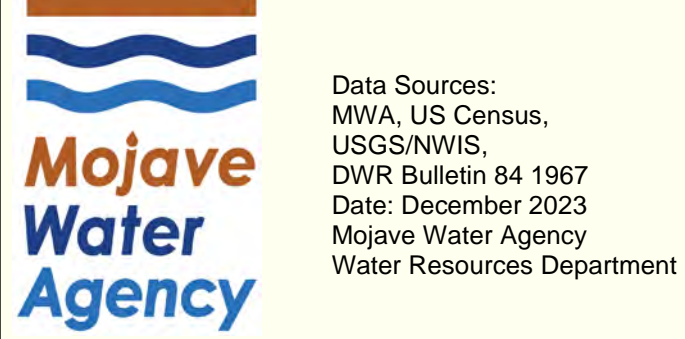 Mojave
Water
Agency
Data Sources:
MWA, US Census,
USGS/NWIS,
DWR Bulletin 84 1967
Date: December 2023
Mojave Water Agency
Water Resources Department